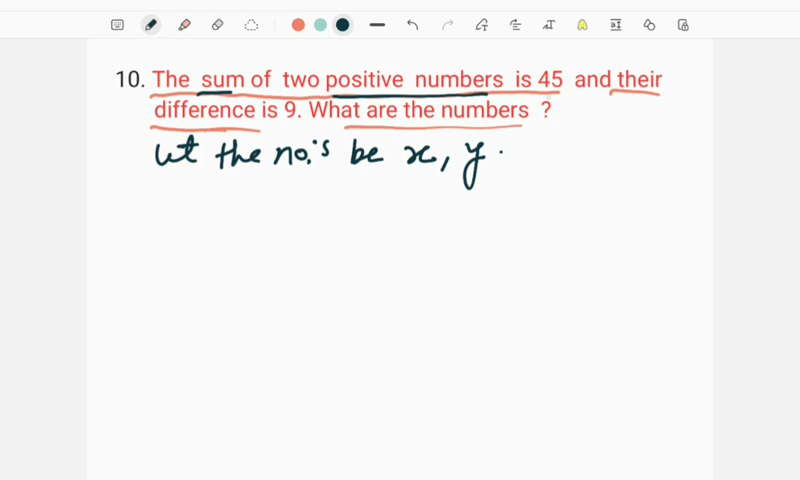 10. The sum of two positive numbers is 45 and their
difference is 9. What are the numbers ?
Let the no.'s be x, y.